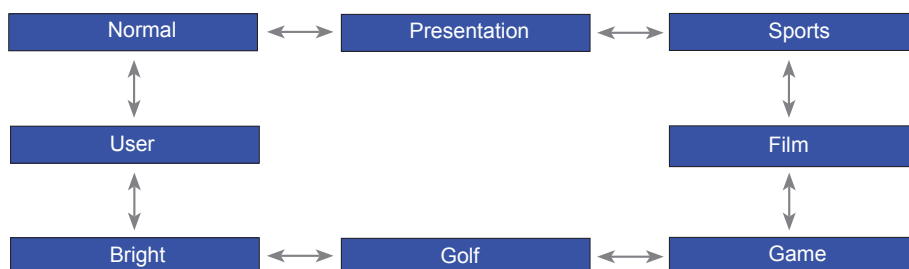 Normal
Presentation
Sports
User
Film
Bright
Golf
Game